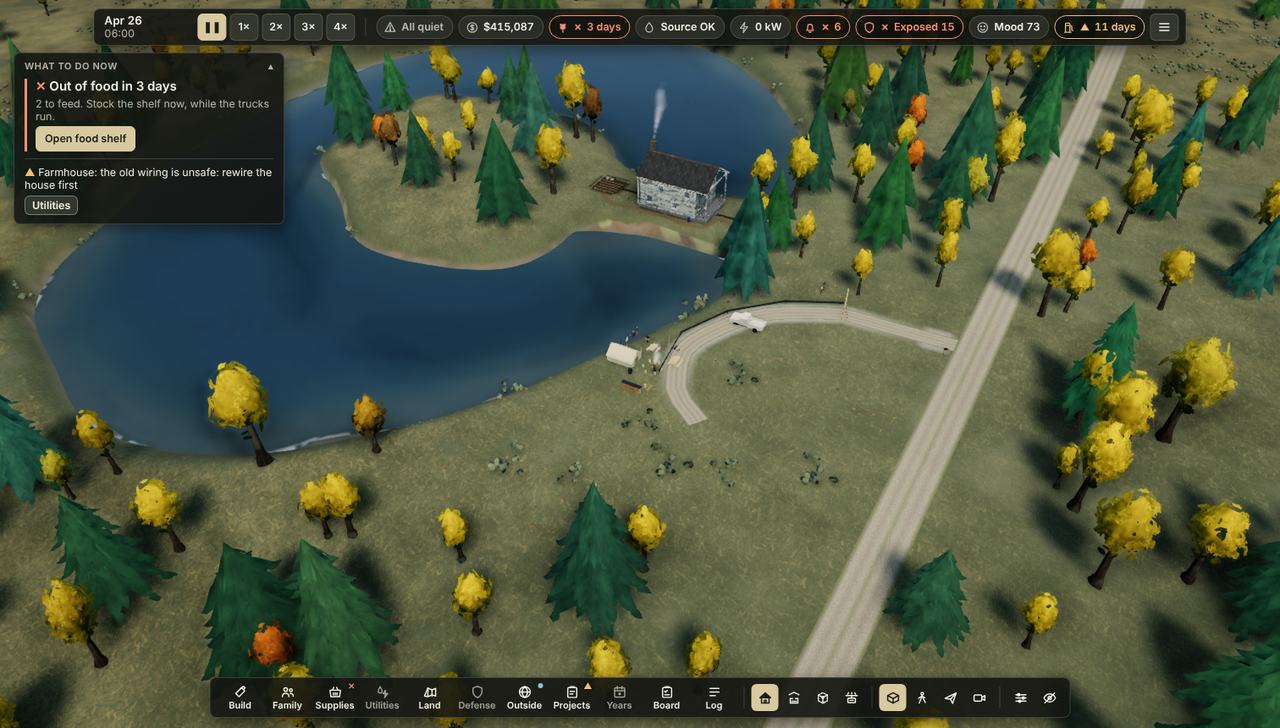 Apr 26
06:00
1× 2× 3× 4× All quiet $415,087 × 3 days Source OK 0 kW × 6 × Exposed 15 Mood 73 11 days
WHAT TO DO NOW
× Out of food in 3 days
2 to feed. Stock the shelf now, while the trucks
run.
Open food shelf
Farmhouse: the old wiring is unsafe: rewire the
house first
Utilities
Build Family Supplies Utilities Land Defense Outside Projects Years Board Log